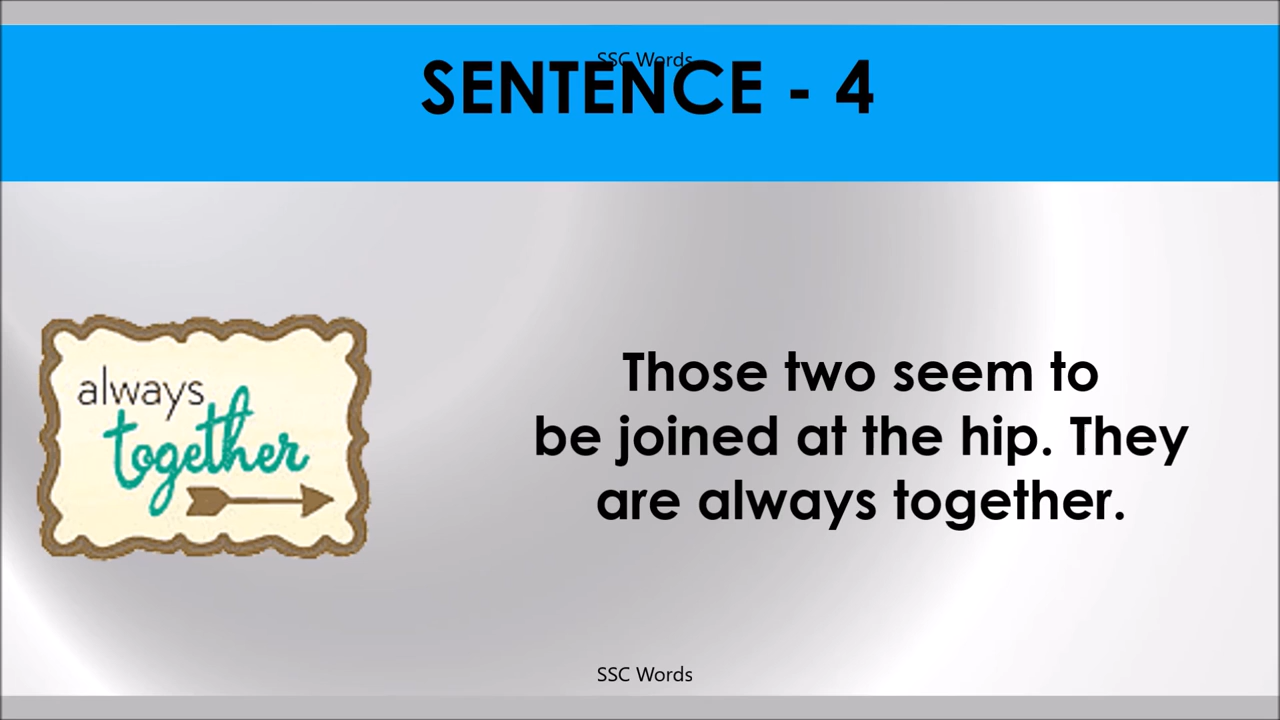 SSC Words
SENTENCE - 4
always
together
Those two seem to
be joined at the hip. They
are always together.
SSC Words